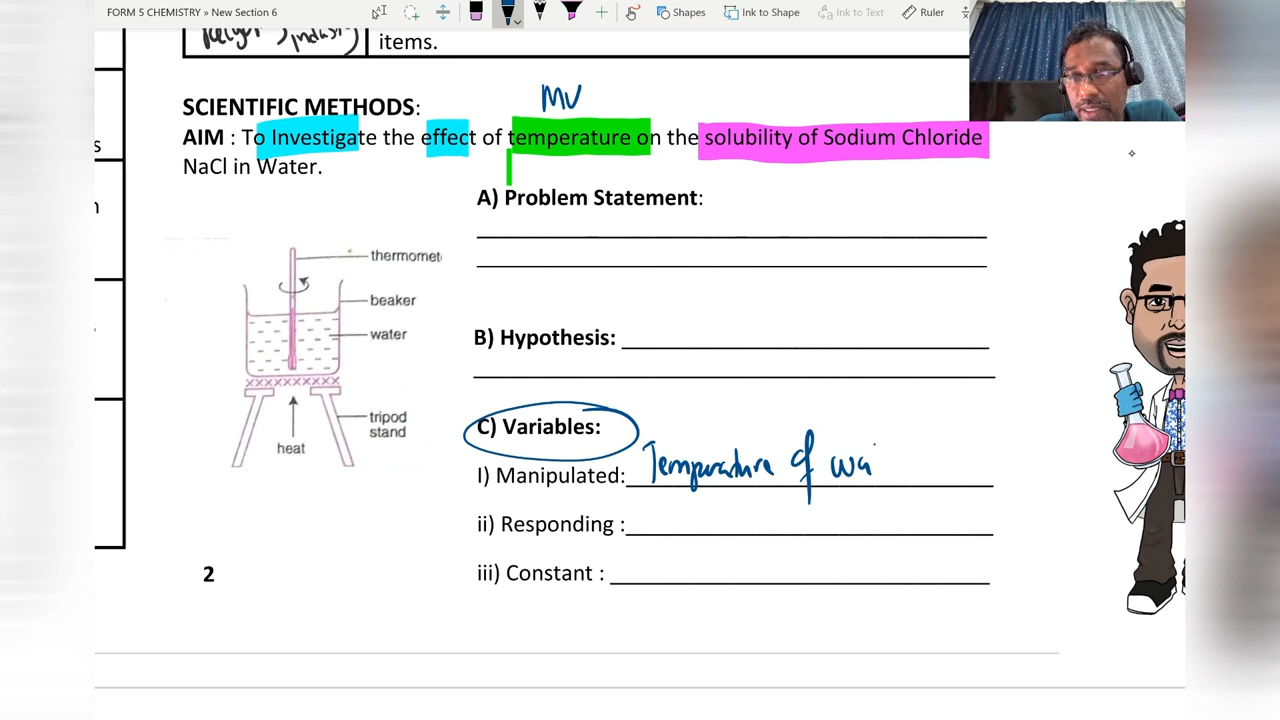 FORM 5 CHEMISTRY » New Section 6
Shapes
Ink to Shape
Ink to Text
Ruler
items.
MV
SCIENTIFIC METHODS:
AIM : To Investigate the effect of temperature on the solubility of Sodium Chloride
NaCl in Water.
A) Problem Statement:
thermomet
beaker
water
B) Hypothesis:
tripod
stand
heat
C) Variables:
I) Manipulated: Temperature of wa
ii) Responding :
iii) Constant :
2
s